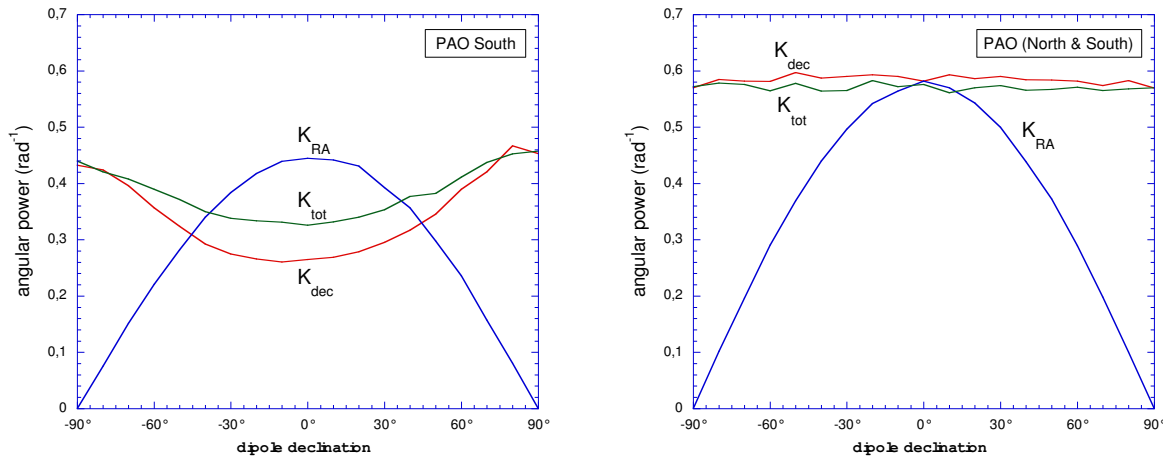 0,7
0,6
0,5
0,4
0,3
0,2
0,1
0
angular power (rad⁻¹)
PAO South
K_RA
K_tot
K_dec
-90° -60° -30° 0° 30° 60° 90°
dipole declination
0,7
0,6
0,5
0,4
0,3
0,2
0,1
0
angular power (rad⁻¹)
PAO (North & South)
K_dec
K_tot
K_RA
-90° -60° -30° 0° 30° 60° 90°
dipole declination